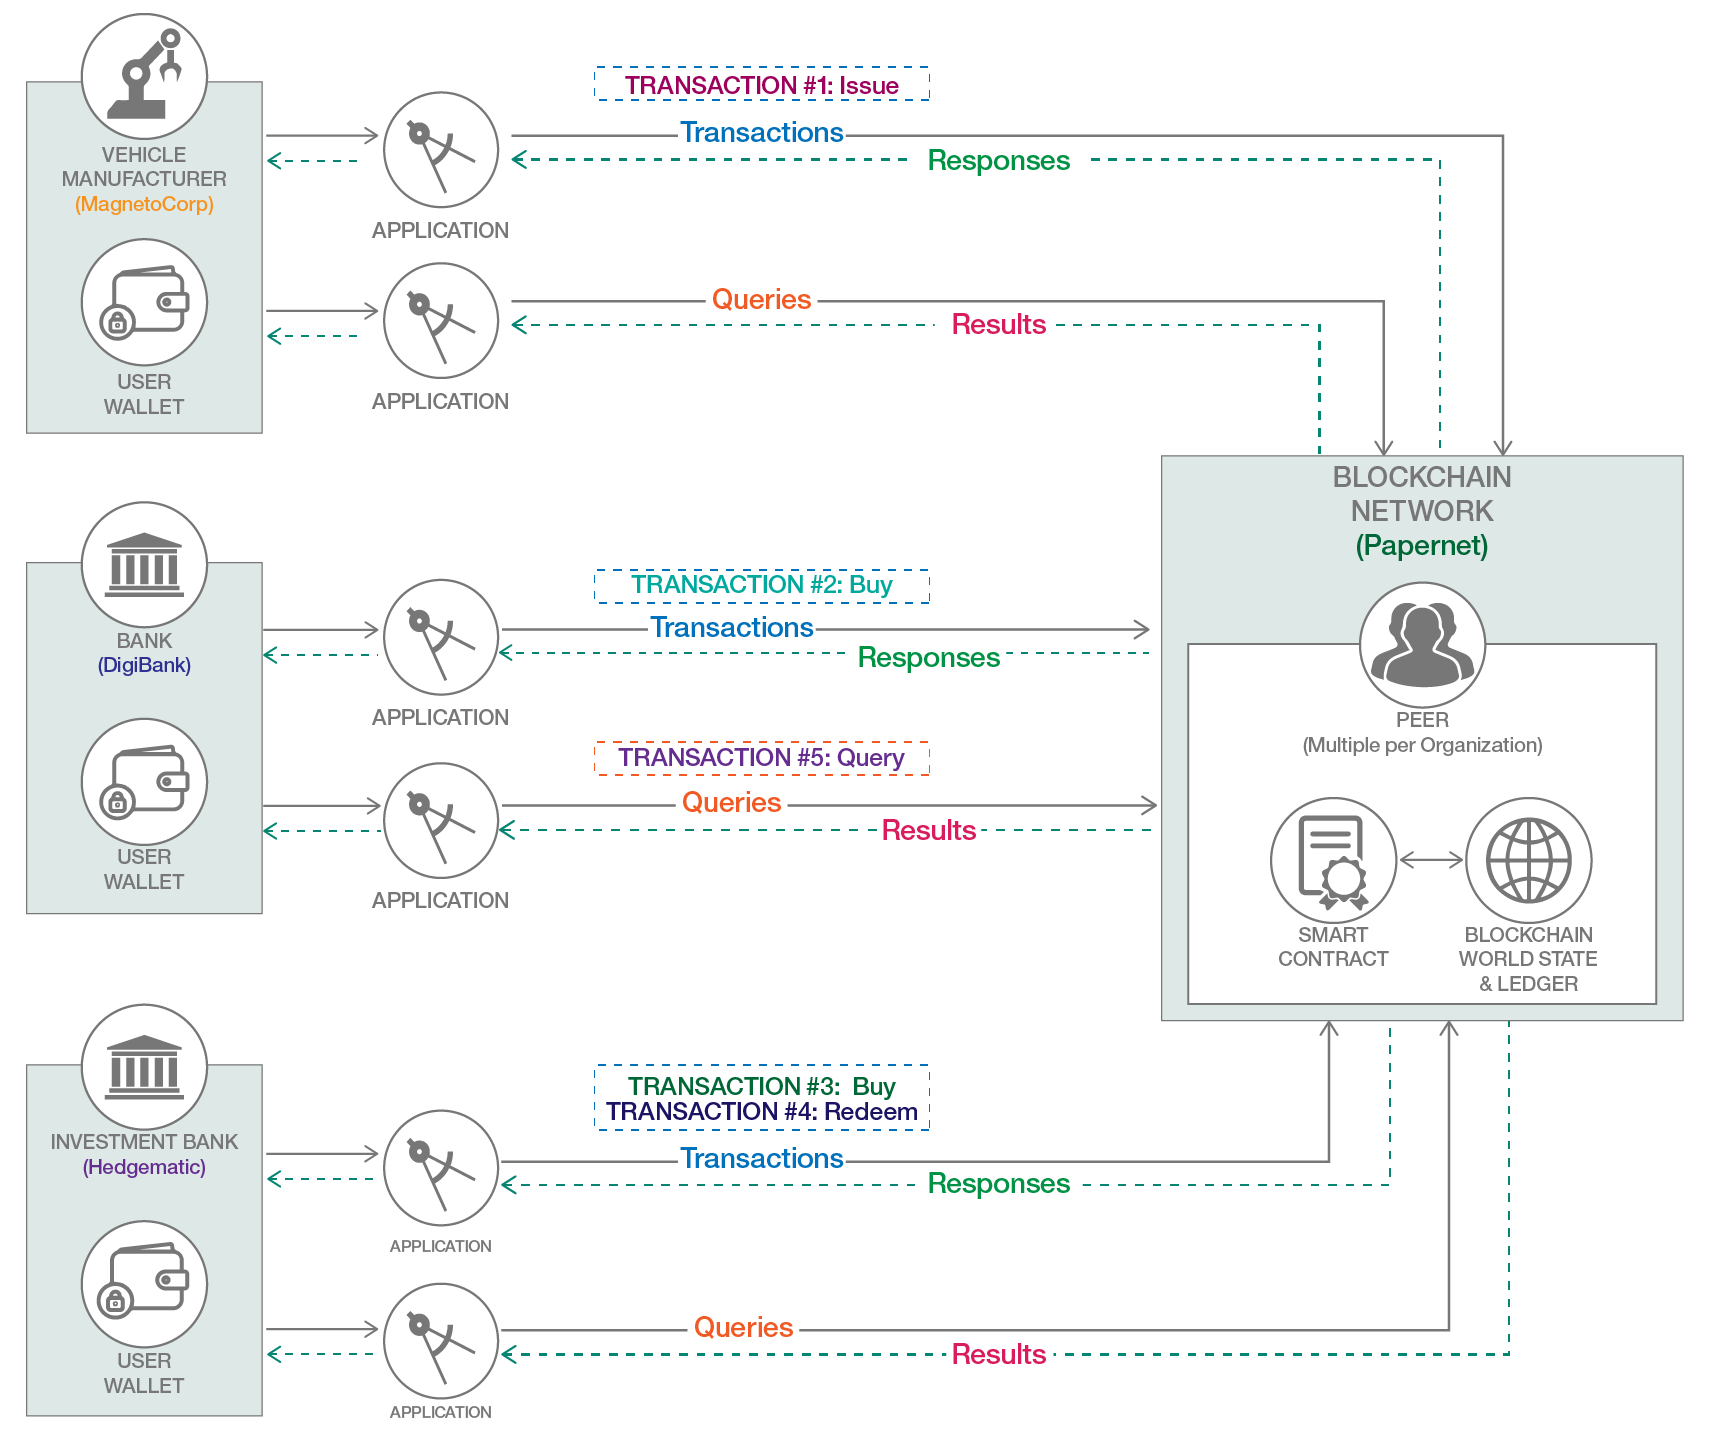 VEHICLE
MANUFACTURER
(MagnetoCorp)
USER
WALLET
APPLICATION
APPLICATION
TRANSACTION #1: Issue
Transactions
Responses
Queries
Results
BANK
(DigiBank)
USER
WALLET
APPLICATION
APPLICATION
TRANSACTION #2: Buy
Transactions
Responses
TRANSACTION #5: Query
Queries
Results
BLOCKCHAIN
NETWORK
(Papernet)
PEER
(Multiple per Organization)
SMART
CONTRACT
BLOCKCHAIN
WORLD STATE
& LEDGER
INVESTMENT BANK
(Hedgematic)
USER
WALLET
APPLICATION
APPLICATION
TRANSACTION #3:  Buy
TRANSACTION #4: Redeem
Transactions
Responses
Queries
Results